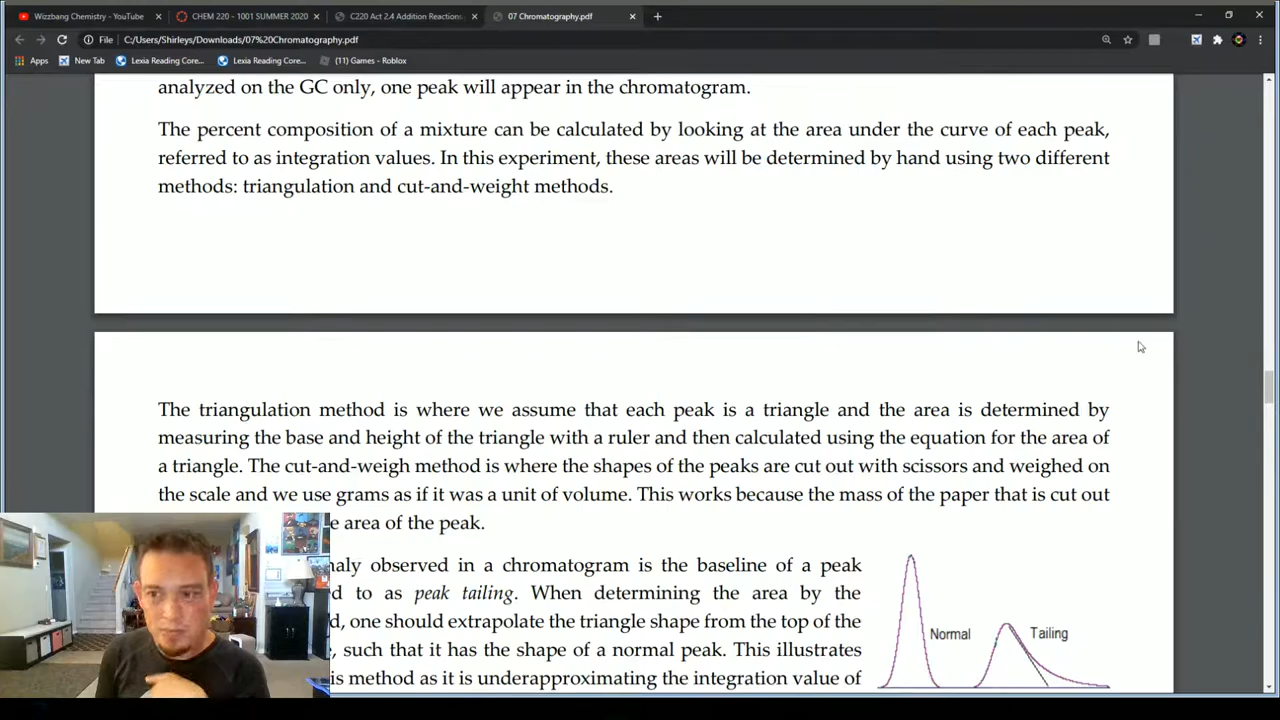 Wizzbang Chemistry - YouTube
CHEM 220 - 1001 SUMMER 2020
C220 Act 2.4 Addition Reactions
07 Chromatography.pdf
File
C:/Users/Shirleys/Downloads/07%20Chromatography.pdf
Apps
New Tab
Lexia Reading Core...
Lexia Reading Core...
(11) Games - Roblox
analyzed on the GC only, one peak will appear in the chromatogram.
The percent composition of a mixture can be calculated by looking at the area under the curve of each peak,
referred to as integration values. In this experiment, these areas will be determined by hand using two different
methods: triangulation and cut-and-weight methods.
The triangulation method is where we assume that each peak is a triangle and the area is determined by
measuring the base and height of the triangle with a ruler and then calculated using the equation for the area of
a triangle. The cut-and-weigh method is where the shapes of the peaks are cut out with scissors and weighed on
the scale and we use grams as if it was a unit of volume. This works because the mass of the paper that is cut out
e area of the peak.
naly observed in a chromatogram is the baseline of a peak
d to as peak tailing. When determining the area by the
d, one should extrapolate the triangle shape from the top of the
, such that it has the shape of a normal peak. This illustrates
is method as it is underapproximating the integration value of
Normal
Tailing